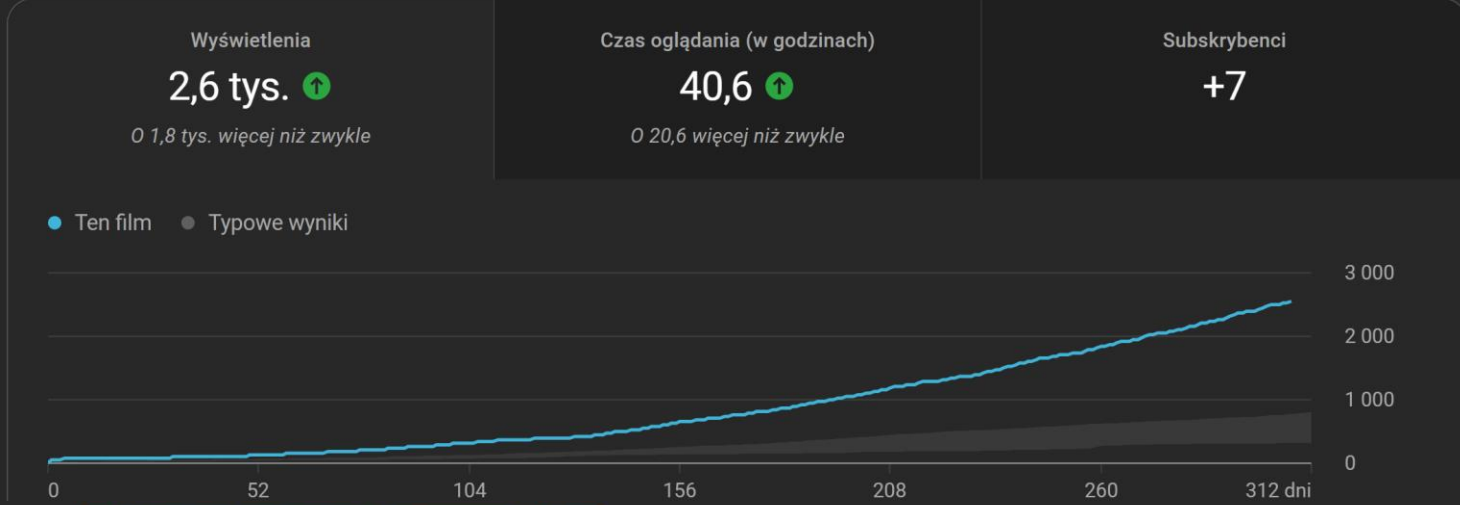 Wyświetlenia
2,6 tys.
O 1,8 tys. więcej niż zwykle
Czas oglądania (w godzinach)
40,6
O 20,6 więcej niż zwykle
Subskrybenci
+7
Ten film
Typowe wyniki
3 000
2 000
1 000
0
0 52 104 156 208 260 312 dni